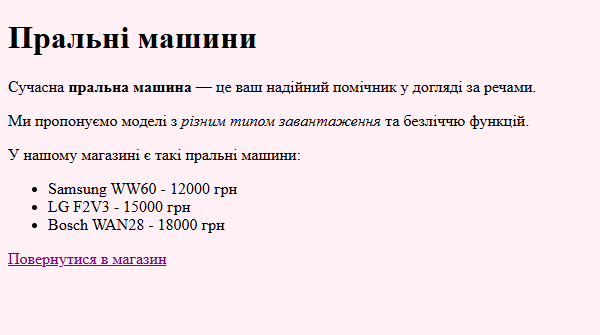 Пральні машини
Сучасна пральна машина — це ваш надійний помічник у догляді за речами.
Ми пропонуємо моделі з різним типом завантаження та безліччю функцій.
У нашому магазині є такі пральні машини:
• Samsung WW60 - 12000 грн
• LG F2V3 - 15000 грн
• Bosch WAN28 - 18000 грн
Повернутися в магазин